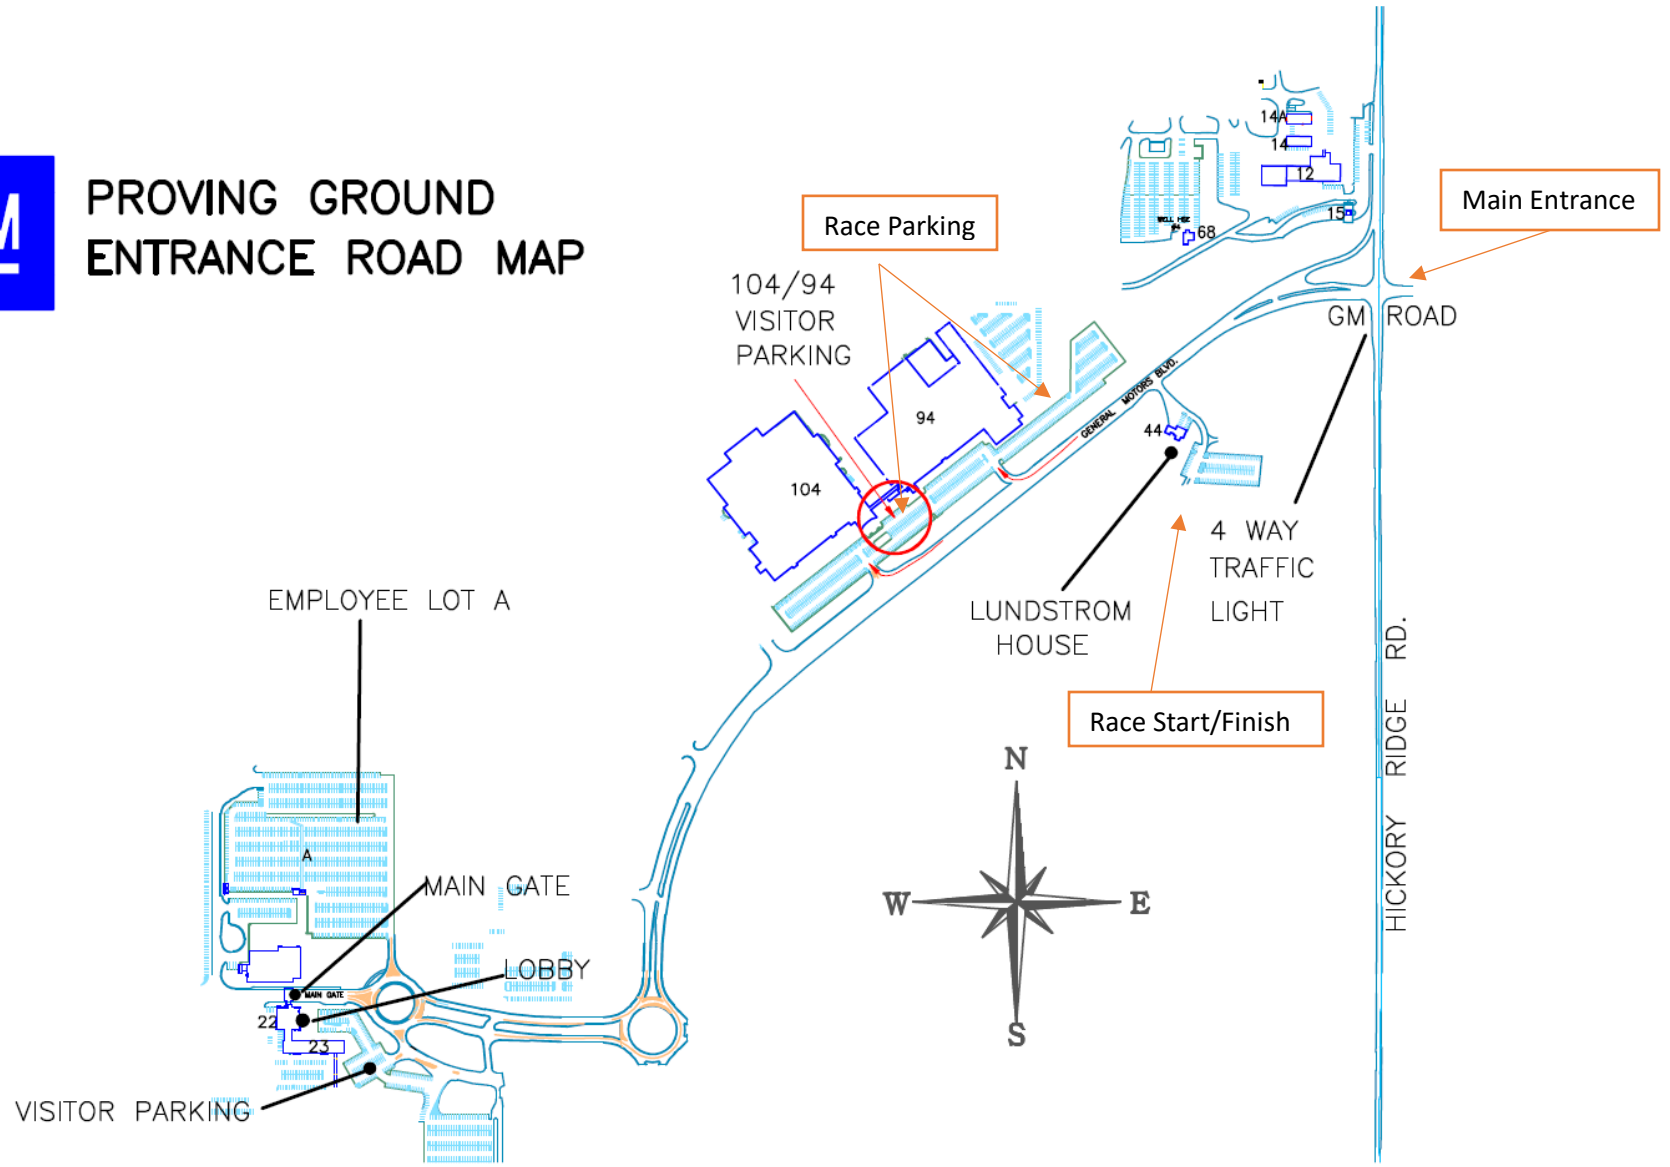 M
PROVING GROUND
ENTRANCE ROAD MAP
14A
14
12
15
68
Main Entrance
Race Parking
104/94
VISITOR
PARKING
GM ROAD
GENERAL MOTORS BLVD.
94
44
104
4 WAY
TRAFFIC
LIGHT
LUNDSTROM
HOUSE
EMPLOYEE LOT A
HICKORY RIDGE RD.
Race Start/Finish
N
W
E
S
A
MAIN GATE
LOBBY
MAIN GATE
22
23
VISITOR PARKING